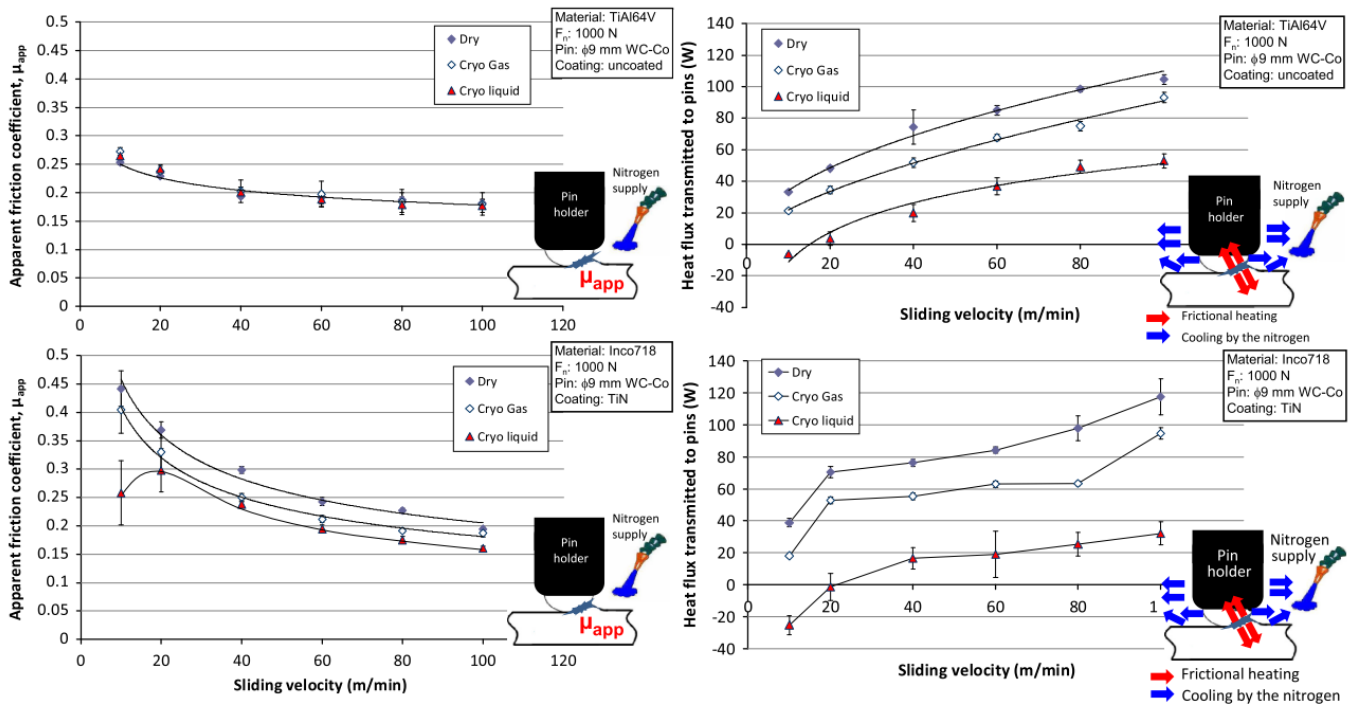 Apparent friction coefficient, μapp
0.5
0.45
0.4
0.35
0.3
0.25
0.2
0.15
0.1
0.05
0
0
20
40
60
80
100
120
Dry
Cryo Gas
Cryo liquid
Material: TiAl64V
Fn: 1000 N
Pin: ϕ9 mm WC-Co
Coating: uncoated
Pin
holder
Nitrogen
supply
μapp
Heat flux transmitted to pins (W)
140
120
100
80
60
40
20
0
-20
-40
0
20
40
60
80
Sliding velocity (m/min)
Dry
Cryo Gas
Cryo liquid
Material: TiAl64V
Fn: 1000 N
Pin: ϕ9 mm WC-Co
Coating: uncoated
Pin
holder
Nitrogen
supply
Frictional heating
Cooling by the nitrogen
Apparent friction coefficient, μapp
0.5
0.45
0.4
0.35
0.3
0.25
0.2
0.15
0.1
0.05
0
0
20
40
60
80
100
120
Sliding velocity (m/min)
Dry
Cryo Gas
Cryo liquid
Material: Inco718
Fn: 1000 N
Pin: ϕ9 mm WC-Co
Coating: TiN
Pin
holder
Nitrogen
supply
μapp
Heat flux transmitted to pins (W)
140
120
100
80
60
40
20
0
-20
-40
0
20
40
60
80
1
Sliding velocity (m/min)
Dry
Cryo Gas
Cryo liquid
Material: Inco718
Fn: 1000 N
Pin: ϕ9 mm WC-Co
Coating: TiN
Pin
holder
Nitrogen
supply
Frictional heating
Cooling by the nitrogen